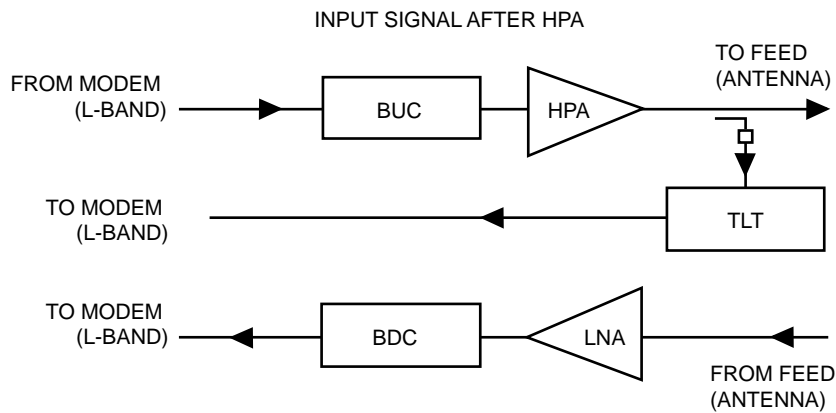 INPUT SIGNAL AFTER HPA
FROM MODEM
(L-BAND)
BUC
HPA
TO FEED
(ANTENNA)
TO MODEM
(L-BAND)
TLT
TO MODEM
(L-BAND)
BDC
LNA
FROM FEED
(ANTENNA)